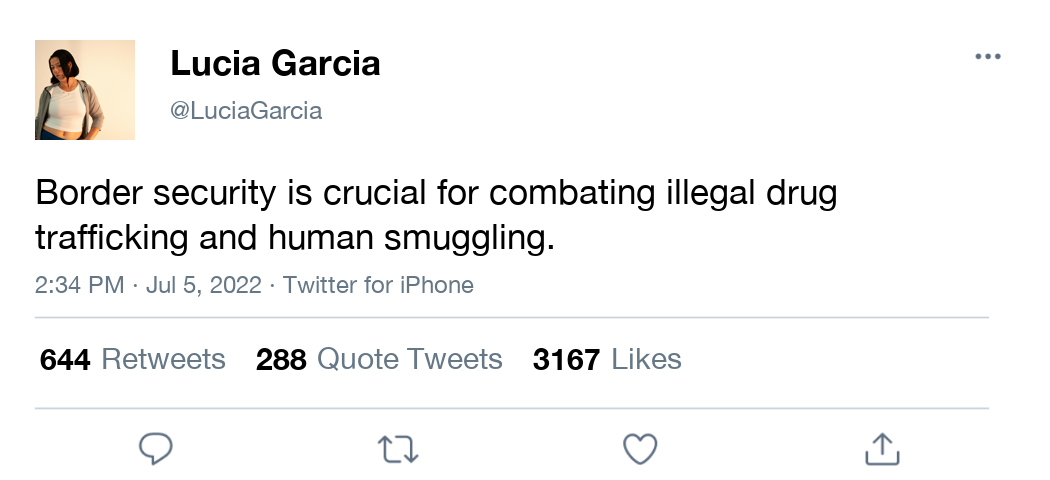 Lucia Garcia
@LuciaGarcia
Border security is crucial for combating illegal drug
trafficking and human smuggling.
2:34 PM · Jul 5, 2022 · Twitter for iPhone
644 Retweets 288 Quote Tweets 3167 Likes